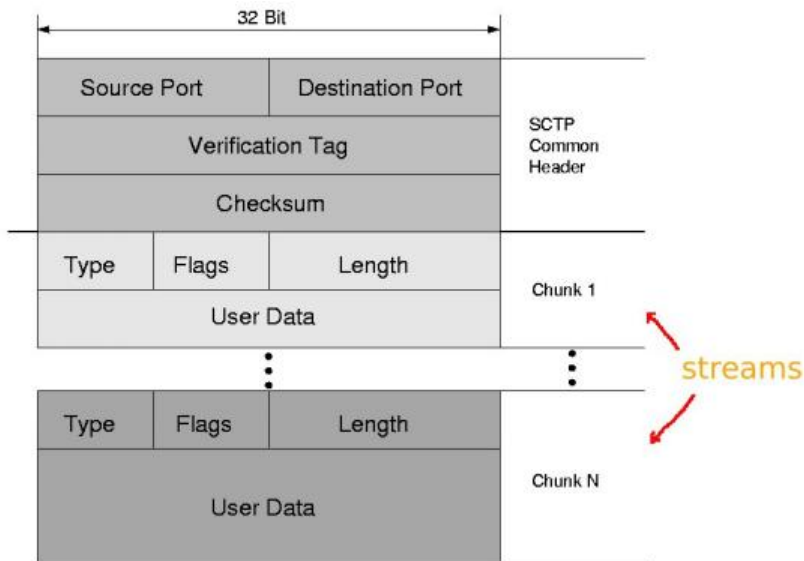 32 Bit
Source Port
Destination Port
Verification Tag
Checksum
SCTP
Common
Header
Type
Flags
Length
User Data
Chunk 1
streams
Type
Flags
Length
User Data
Chunk N